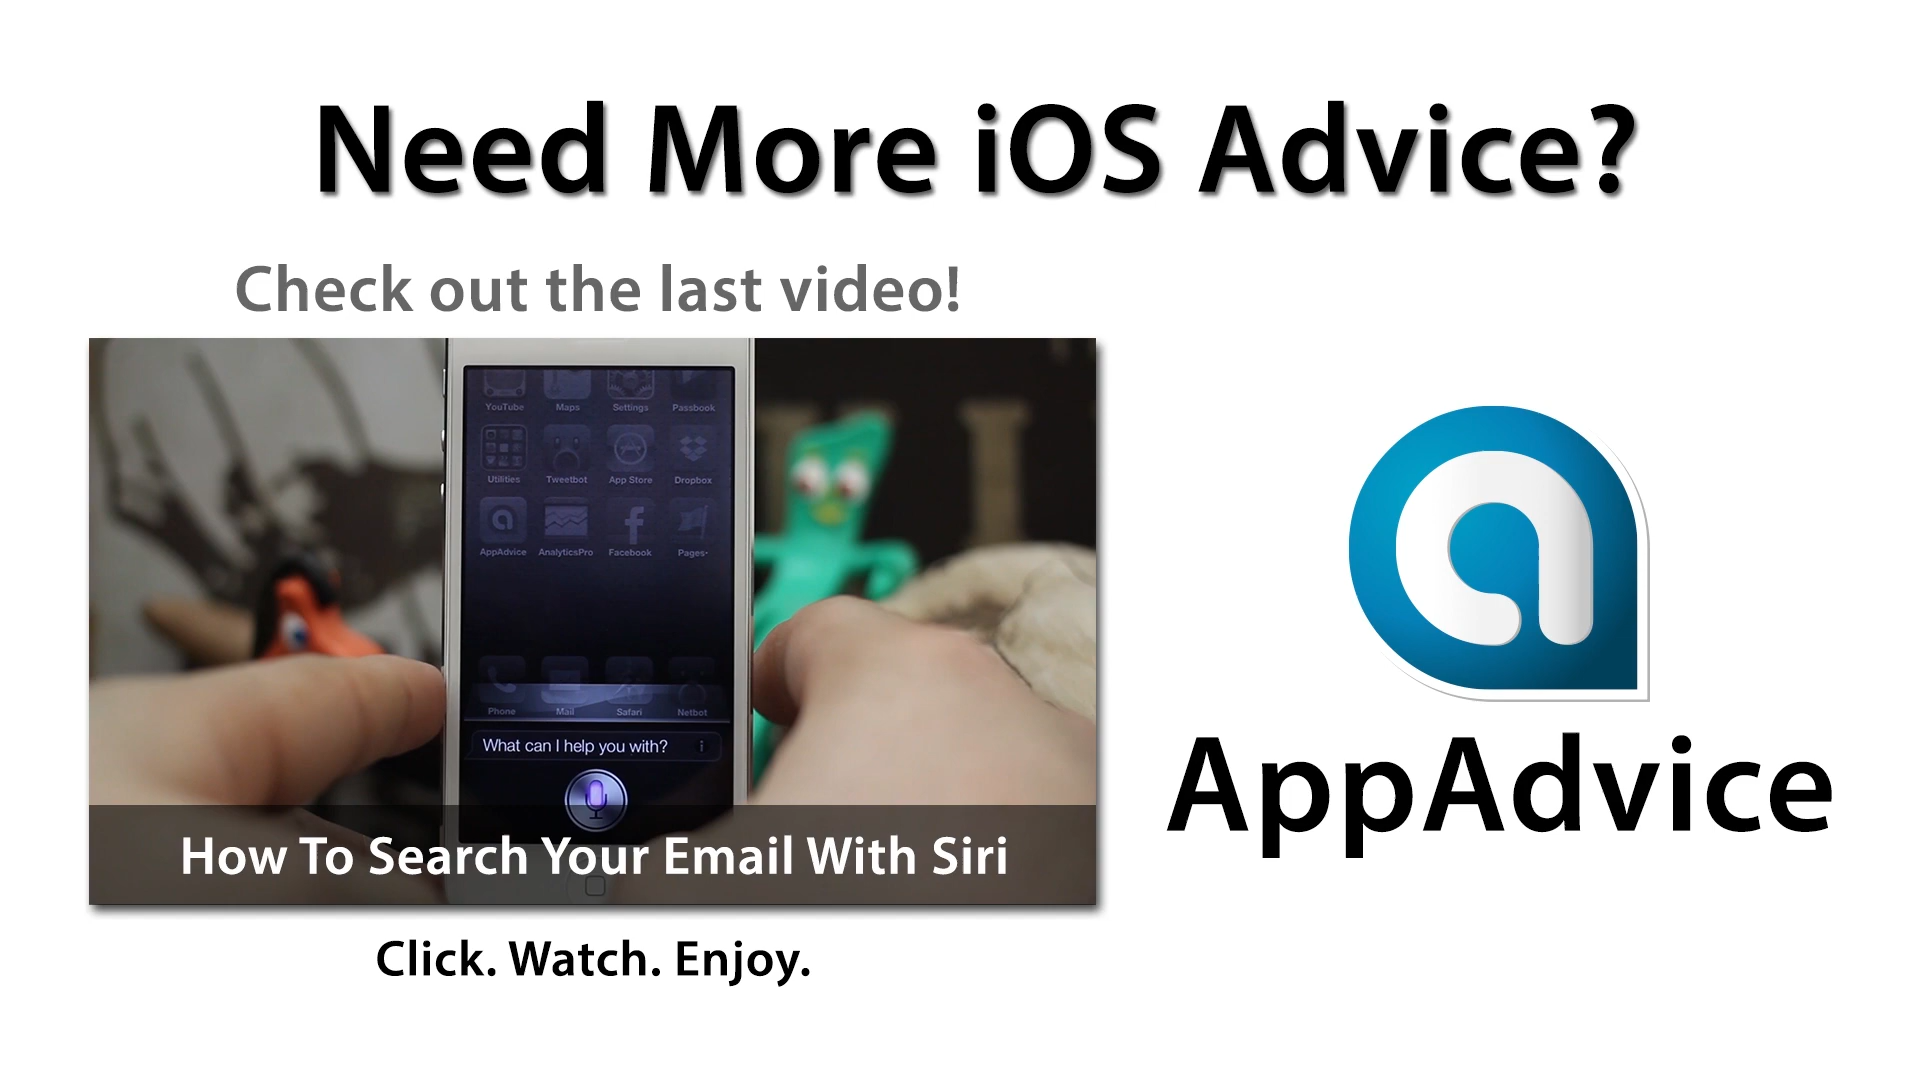 Need More iOS Advice?
Check out the last video!
YouTube Maps Settings Passbook
Utilities Tweetbot App Store Dropbox
AppAdvice AnalyticsPro Facebook Pages
Phone Mail Safari Netbot
What can I help you with?
How To Search Your Email With Siri
Click. Watch. Enjoy.
a
AppAdvice